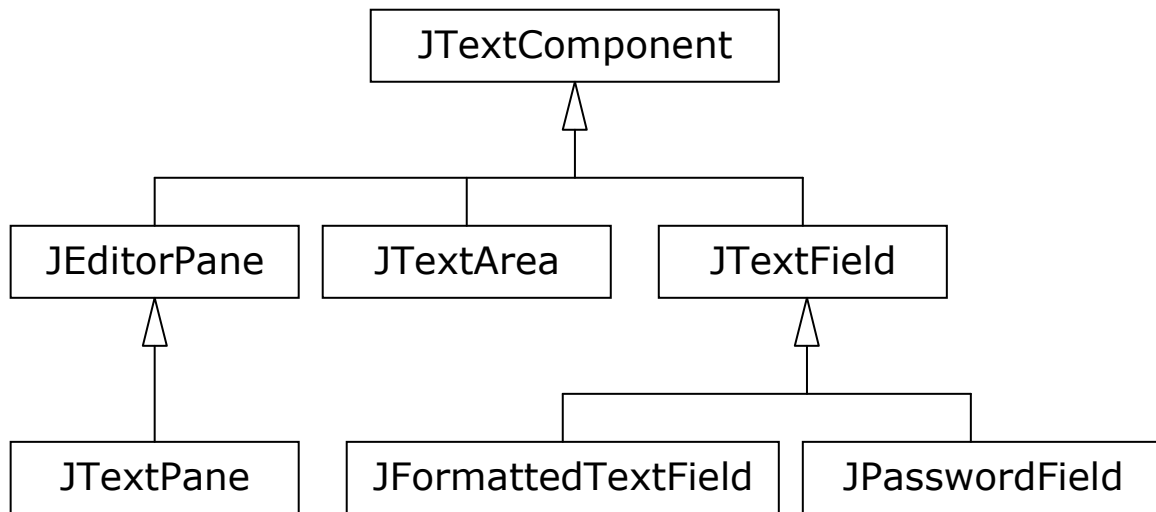 JTextComponent
JEditorPane
JTextArea
JTextField
JTextPane
JFormattedTextField
JPasswordField